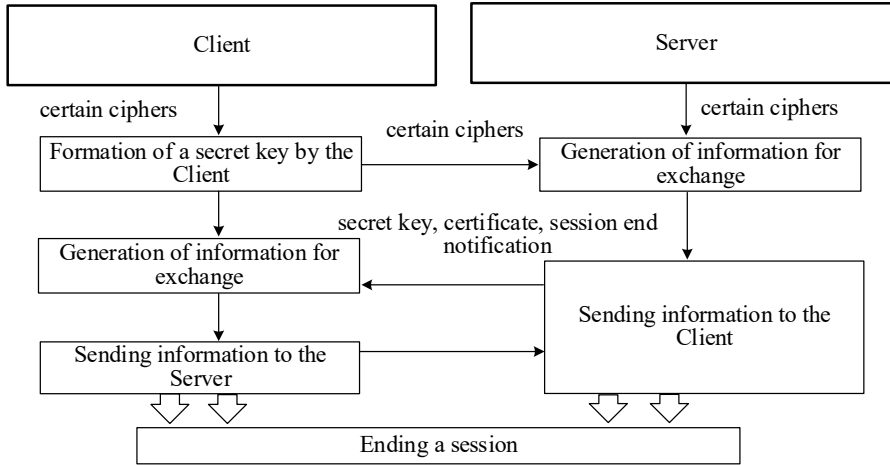 Client
Server
certain ciphers
certain ciphers
certain ciphers
Formation of a secret key by the
Client
Generation of information for
exchange
secret key, certificate, session end
notification
Generation of information for
exchange
Sending information to the
Client
Sending information to the
Server
Ending a session